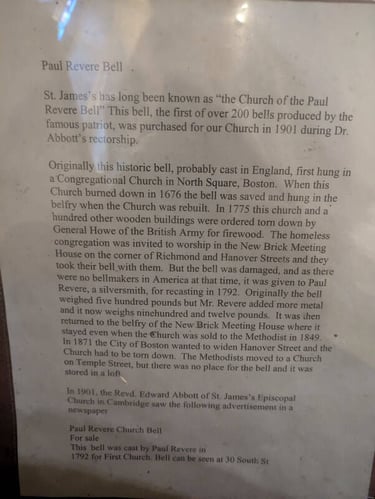 Paul Revere Bell
St. James's has long been known as "the Church of the Paul
Revere Bell" This bell, the first of over 200 bells produced by the
famous patriot, was purchased for our Church in 1901 during Dr.
Abbott's rectorship.
Originally this historic bell, probably cast in England, first hung in
a Congregational Church in North Square, Boston. When this
Church burned down in 1676 the bell was saved and hung in the
belfry when the Church was rebuilt. In 1775 this church and a
hundred other wooden buildings were ordered torn down by
General Howe of the British Army for firewood. The homeless
congregation was invited to worship in the New Brick Meeting
House on the corner of Richmond and Hanover Streets and they
took their bell with them. But the bell was damaged, and as there
were no bellmakers in America at that time, it was given to Paul
Revere, a silversmith, for recasting in 1792. Originally the bell
weighed five hundred pounds but Mr. Revere added more metal
and it now weighs ninehundred and twelve pounds. It was then
returned to the belfry of the New Brick Meeting House where it
stayed even when the Church was sold to the Methodist in 1849.
In 1871 the City of Boston wanted to widen Hanover Street and the
Church had to be torn down. The Methodists moved to a Church
on Temple Street, but there was no place for the bell and it was
stored in a loft.
In 1901, the Revd. Edward Abbott of St. James's Episcopal
Church in Cambridge saw the following advertisement in a
newspaper
Paul Revere Church Bell
For sale
This bell was cast by Paul Revere in
1792 for First Church. Bell can be seen at 30 South St